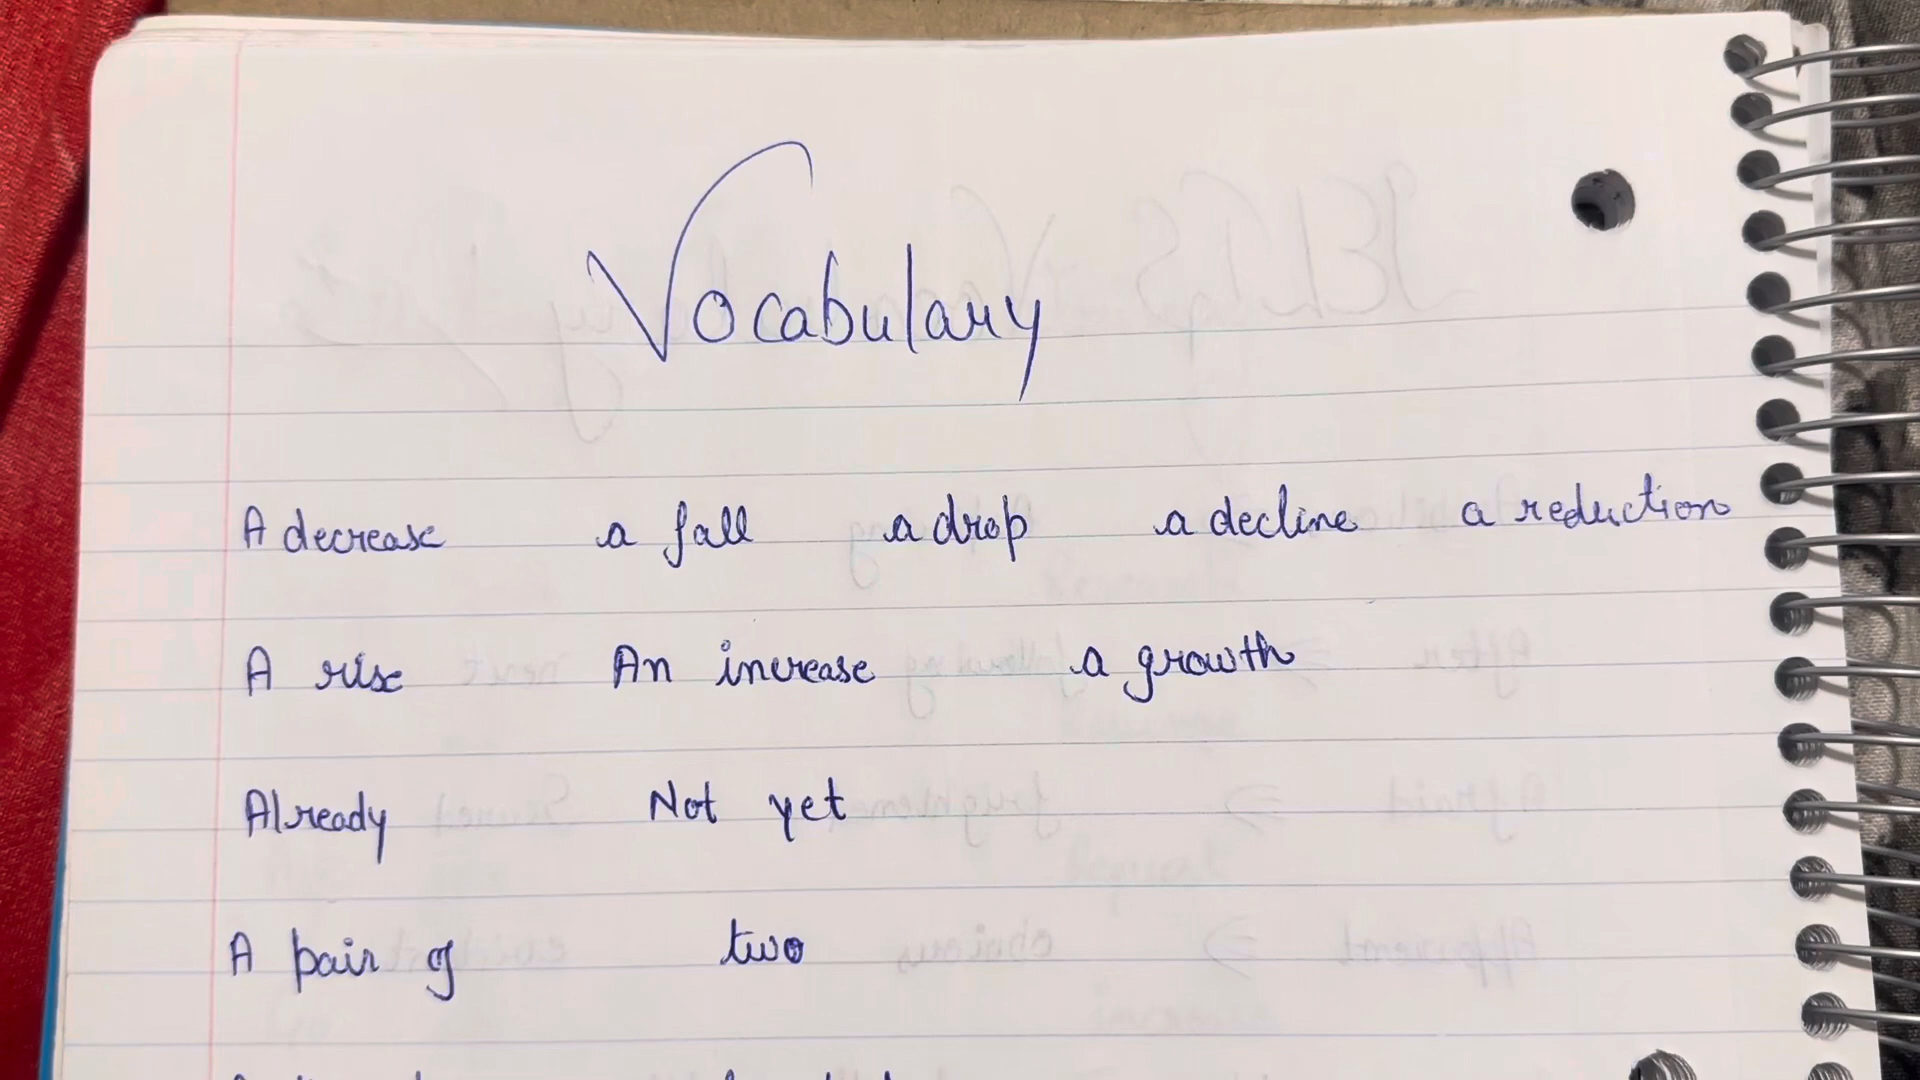 Vocabulary
A decrease a fall a drop a decline a reduction
A rise An increase a growth
Already Not yet
A pair of two